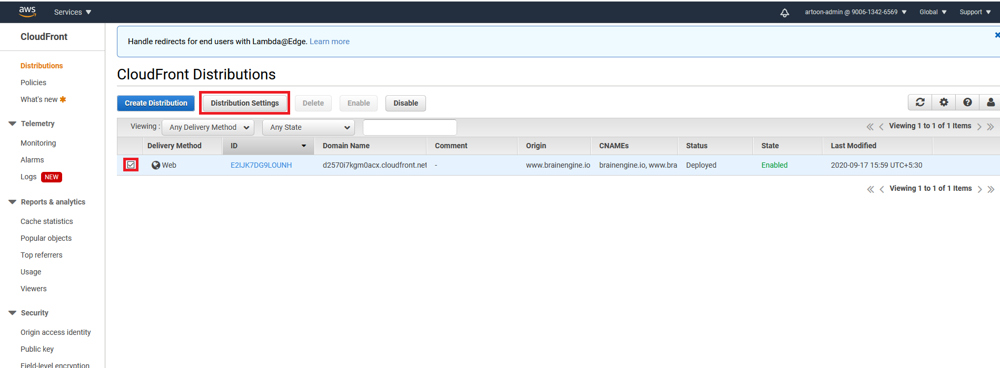 aws Services artoon-admin @ 9006-1342-6569 Global Support
CloudFront
Distributions
Policies
What's new
Telemetry
Monitoring
Alarms
Logs NEW
Reports & analytics
Cache statistics
Popular objects
Top referrers
Usage
Viewers
Security
Origin access identity
Public key
Field-level encryption
Handle redirects for end users with Lambda@Edge. Learn more
CloudFront Distributions
Create Distribution Distribution Settings Delete Enable Disable
Viewing : Any Delivery Method Any State Viewing 1 to 1 of 1 Items
Delivery Method ID Domain Name Comment Origin CNAMEs Status State Last Modified
Web E2IJK7DG9LOUNH d2570i7kgm0acx.cloudfront.net - www.brainengine.io brainengine.io, www.bra Deployed Enabled 2020-09-17 15:59 UTC+5:30
Viewing 1 to 1 of 1 Items